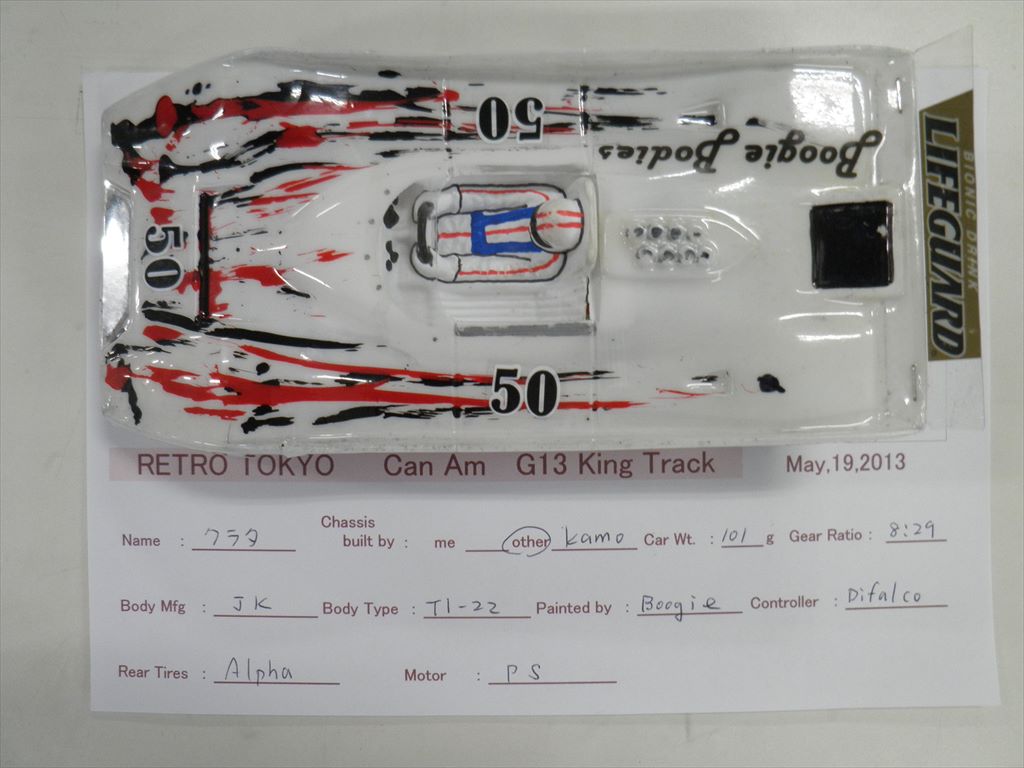 50
Boogie Bodies
50
50
BIONIC DRINK
LIFEGUARD
RETRO TOKYO Can Am G13 King Track May,19,2013
Name : クラタ Chassis built by : me other Kamo Car Wt. : 101 g Gear Ratio : 8:29
Body Mfg : JK Body Type : T1-22 Painted by : Boogie Controller : Difalco
Rear Tires : Alpha Motor : PS